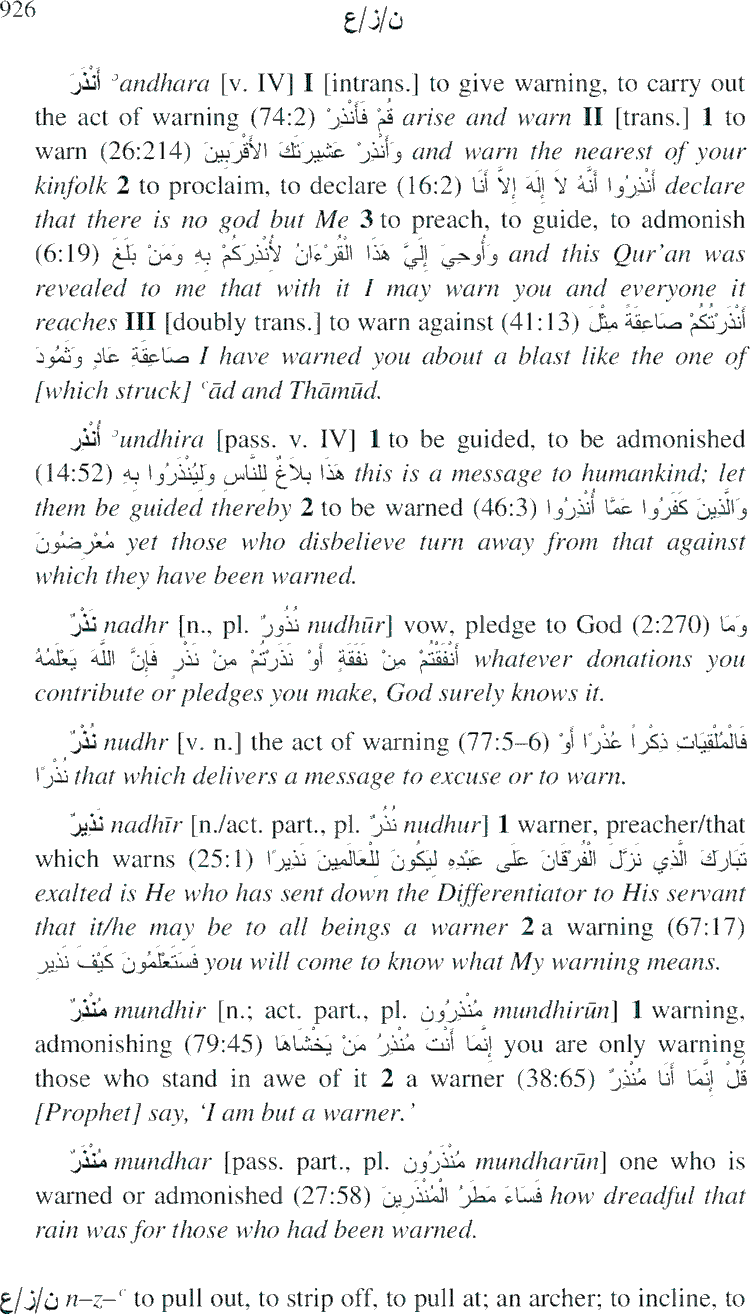 926
ن/ز/ع
أَنْذَرَ ʾandhara [v. IV] I [intrans.] to give warning, to carry out
the act of warning (74:2) قُمْ فَأَنْذِرْ arise and warn II [trans.] 1 to
warn (26:214) وَأَنْذِرْ عَشِيرَتَكَ الأَقْرَبِينَ and warn the nearest of your
kinfolk 2 to proclaim, to declare (16:2) أَنْذِرُوا أَنَّهُ لاَ إِلَهَ إِلاَّ أَنَا declare
that there is no god but Me 3 to preach, to guide, to admonish
(6:19) وَأُوحِيَ إِلَيَّ هَذَا الْقُرْءَانُ لأُنْذِرَكُمْ بِهِ وَمَنْ بَلَغَ and this Qur'an was
revealed to me that with it I may warn you and everyone it
reaches III [doubly trans.] to warn against (41:13) أَنْذَرْتُكُمْ صَاعِقَةً مِثْلَ
صَاعِقَةِ عَادٍ وَثَمُودَ I have warned you about a blast like the one of
[which struck] ʿād and Thāmūd.
أُنْذِر ʾundhira [pass. v. IV] 1 to be guided, to be admonished
(14:52) هَذَا بلاَغٌ لِلنَّاسِ وَلِيُنْذَرُوا بِهِ this is a message to humankind; let
them be guided thereby 2 to be warned (46:3) وَالَّذِينَ كَفَرُوا عَمَّا أُنْذِرُوا
مُعْرِضُونَ yet those who disbelieve turn away from that against
which they have been warned.
نَذْرٌ nadhr [n., pl. نُذُورٌ nudhūr] vow, pledge to God (2:270) وَمَا
أَنْفَقْتُمْ مِنْ نَفَقَةٍ أَوْ نَذَرْتُمْ مِنْ نَذْرٍ فَإِنَّ اللَّهَ يَعْلَمُهُ whatever donations you
contribute or pledges you make, God surely knows it.
نُذْرٌ nudhr [v. n.] the act of warning (77:5–6) فَالْمُلْقِيَاتِ ذِكْراً عُذْرًا أَوْ
نُذْرًا that which delivers a message to excuse or to warn.
نَذِيرٌ nadhīr [n./act. part., pl. نُذُرٌ nudhur] 1 warner, preacher/that
which warns (25:1) تَبَارَكَ الَّذي نَزَّلَ الْفُرْقَانَ عَلَى عَبْدِهِ لِيَكُونَ لِلْعَالَمِينَ نَذِيرًا
exalted is He who has sent down the Differentiator to His servant
that it/he may be to all beings a warner 2 a warning (67:17)
فَسَتَعْلَمُونَ كَيْفَ نَذِيرِ you will come to know what My warning means.
مُنْذِرٌ mundhir [n.; act. part., pl. مُنْذِرُون mundhirūn] 1 warning,
admonishing (79:45) إِنَّمَا أَنْتَ مُنْذِرُ مَنْ يَخْشَاهَا you are only warning
those who stand in awe of it 2 a warner (38:65) قُلْ إِنَّمَا أَنَا مُنْذِرٌ
[Prophet] say, ‘I am but a warner.’
مُنْذَرٌ mundhar [pass. part., pl. مُنْذَرُون mundharūn] one who is
warned or admonished (27:58) فَسَاءَ مَطَرُ الْمُنْذَرِينَ how dreadful that
rain was for those who had been warned.
ن/ز/ع n–z–ʿ to pull out, to strip off, to pull at; an archer; to incline, to